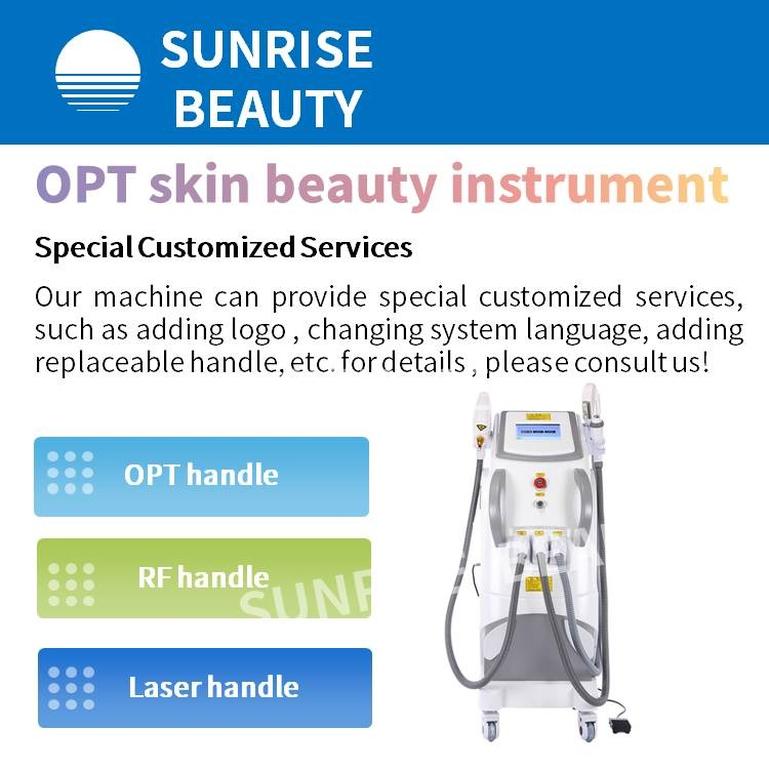 SUNRISE
BEAUTY
OPT skin beauty instrument
Special Customized Services
Our machine can provide special customized services,
such as adding logo , changing system language, adding
replaceable handle, etc. for details , please consult us!
OPT handle
RF handle
Laser handle